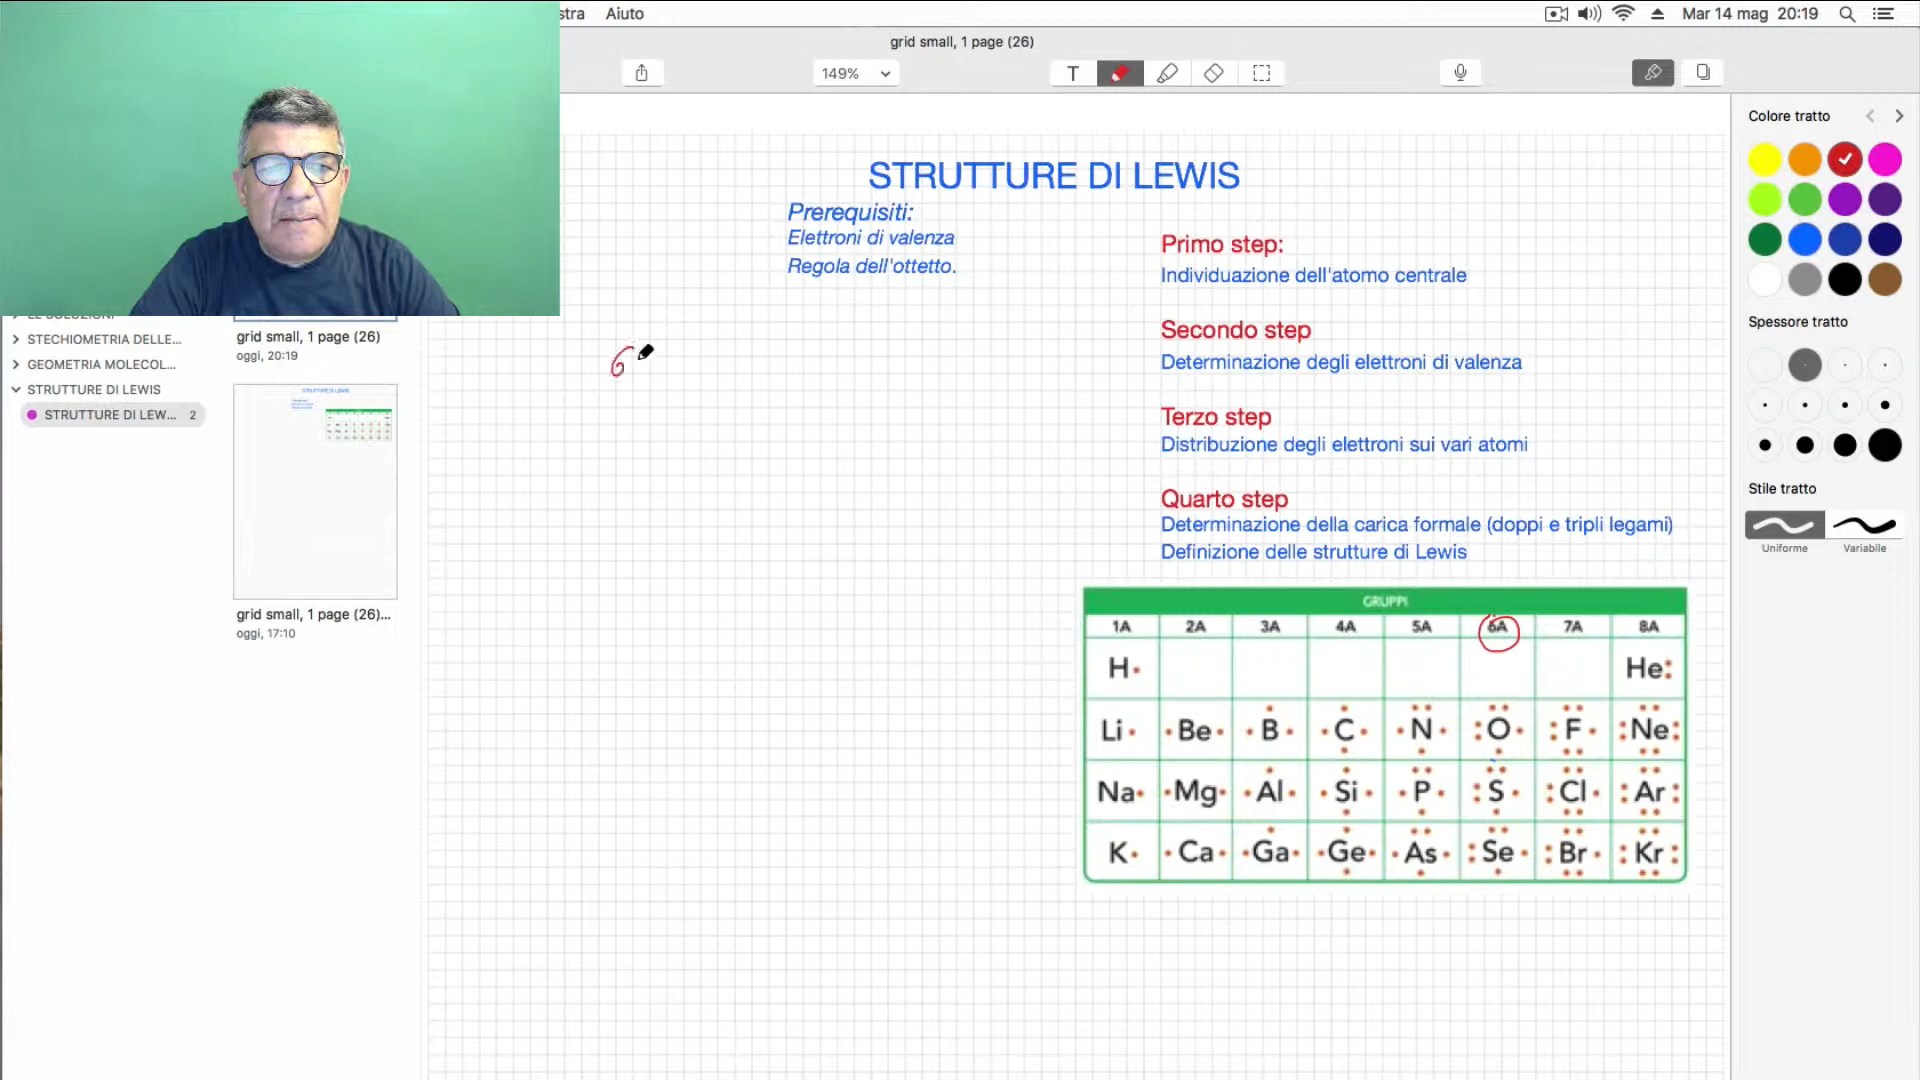 stra Aiuto
Mar 14 mag 20:19
grid small, 1 page (26)
149%
T
STRUTTURE DI LEWIS
Prerequisiti:
Elettroni di valenza
Regola dell'ottetto.
Primo step:
Individuazione dell'atomo centrale
Secondo step
Determinazione degli elettroni di valenza
Terzo step
Distribuzione degli elettroni sui vari atomi
Quarto step
Determinazione della carica formale (doppi e tripli legami)
Definizione delle strutture di Lewis
6
GRUPPI
1A 2A 3A 4A 5A 6A 7A 8A
H He
Li Be B C N O F Ne
Na Mg Al Si P S Cl Ar
K Ca Ga Ge As Se Br Kr
LE SOLUZIONI
STECHIOMETRIA DELLE...
GEOMETRIA MOLECOL...
STRUTTURE DI LEWIS
STRUTTURE DI LEW... 2
grid small, 1 page (26)
oggi, 20:19
STRUTTURE DI LEWIS
grid small, 1 page (26)...
oggi, 17:10
Colore tratto
Spessore tratto
Stile tratto
Uniforme Variabile